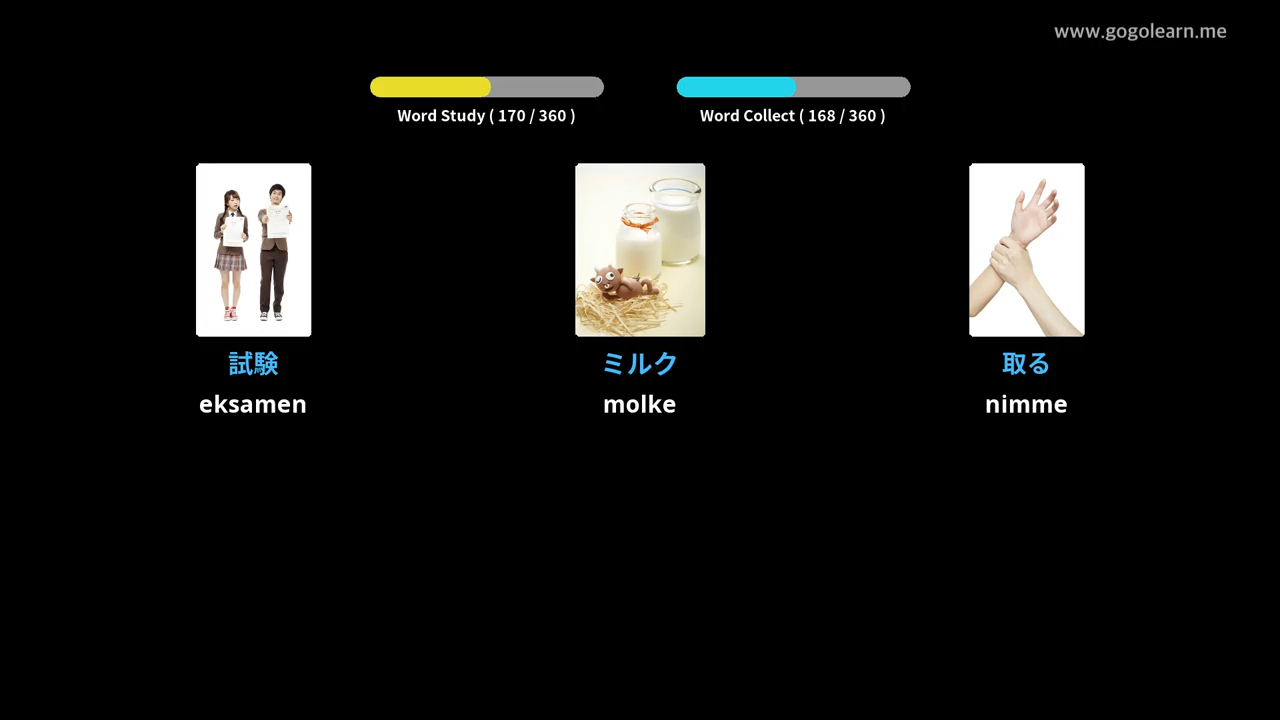 www.gogolearn.me
Word Study ( 170 / 360 )
Word Collect ( 168 / 360 )
試験
ミルク
取る
eksamen
molke
nimme